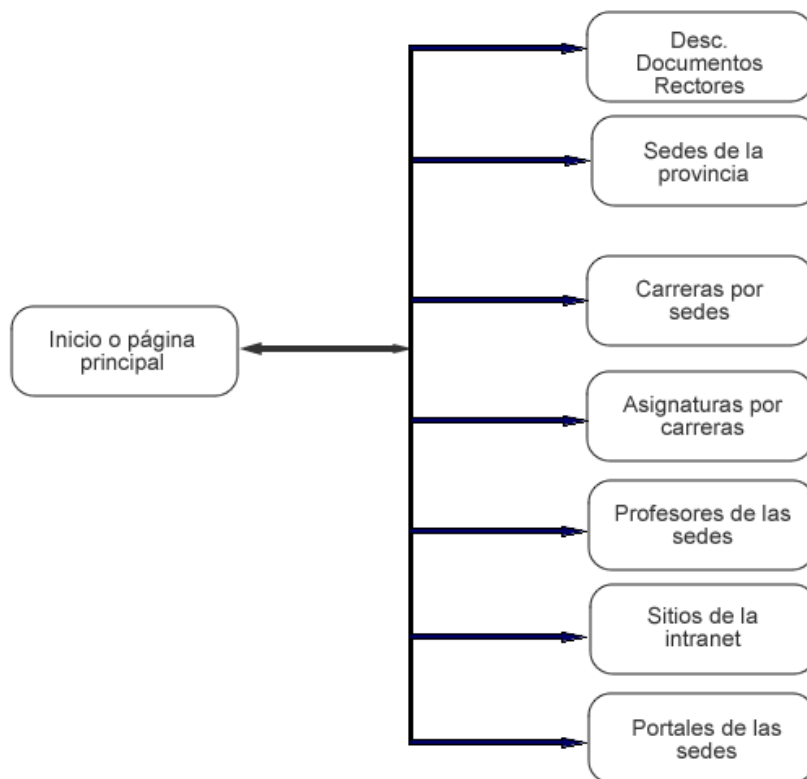 Desc.
Documentos
Rectores
Sedes de la
provincia
Carreras por
sedes
Inicio o página
principal
Asignaturas por
carreras
Profesores de las
sedes
Sitios de la
intranet
Portales de las
sedes